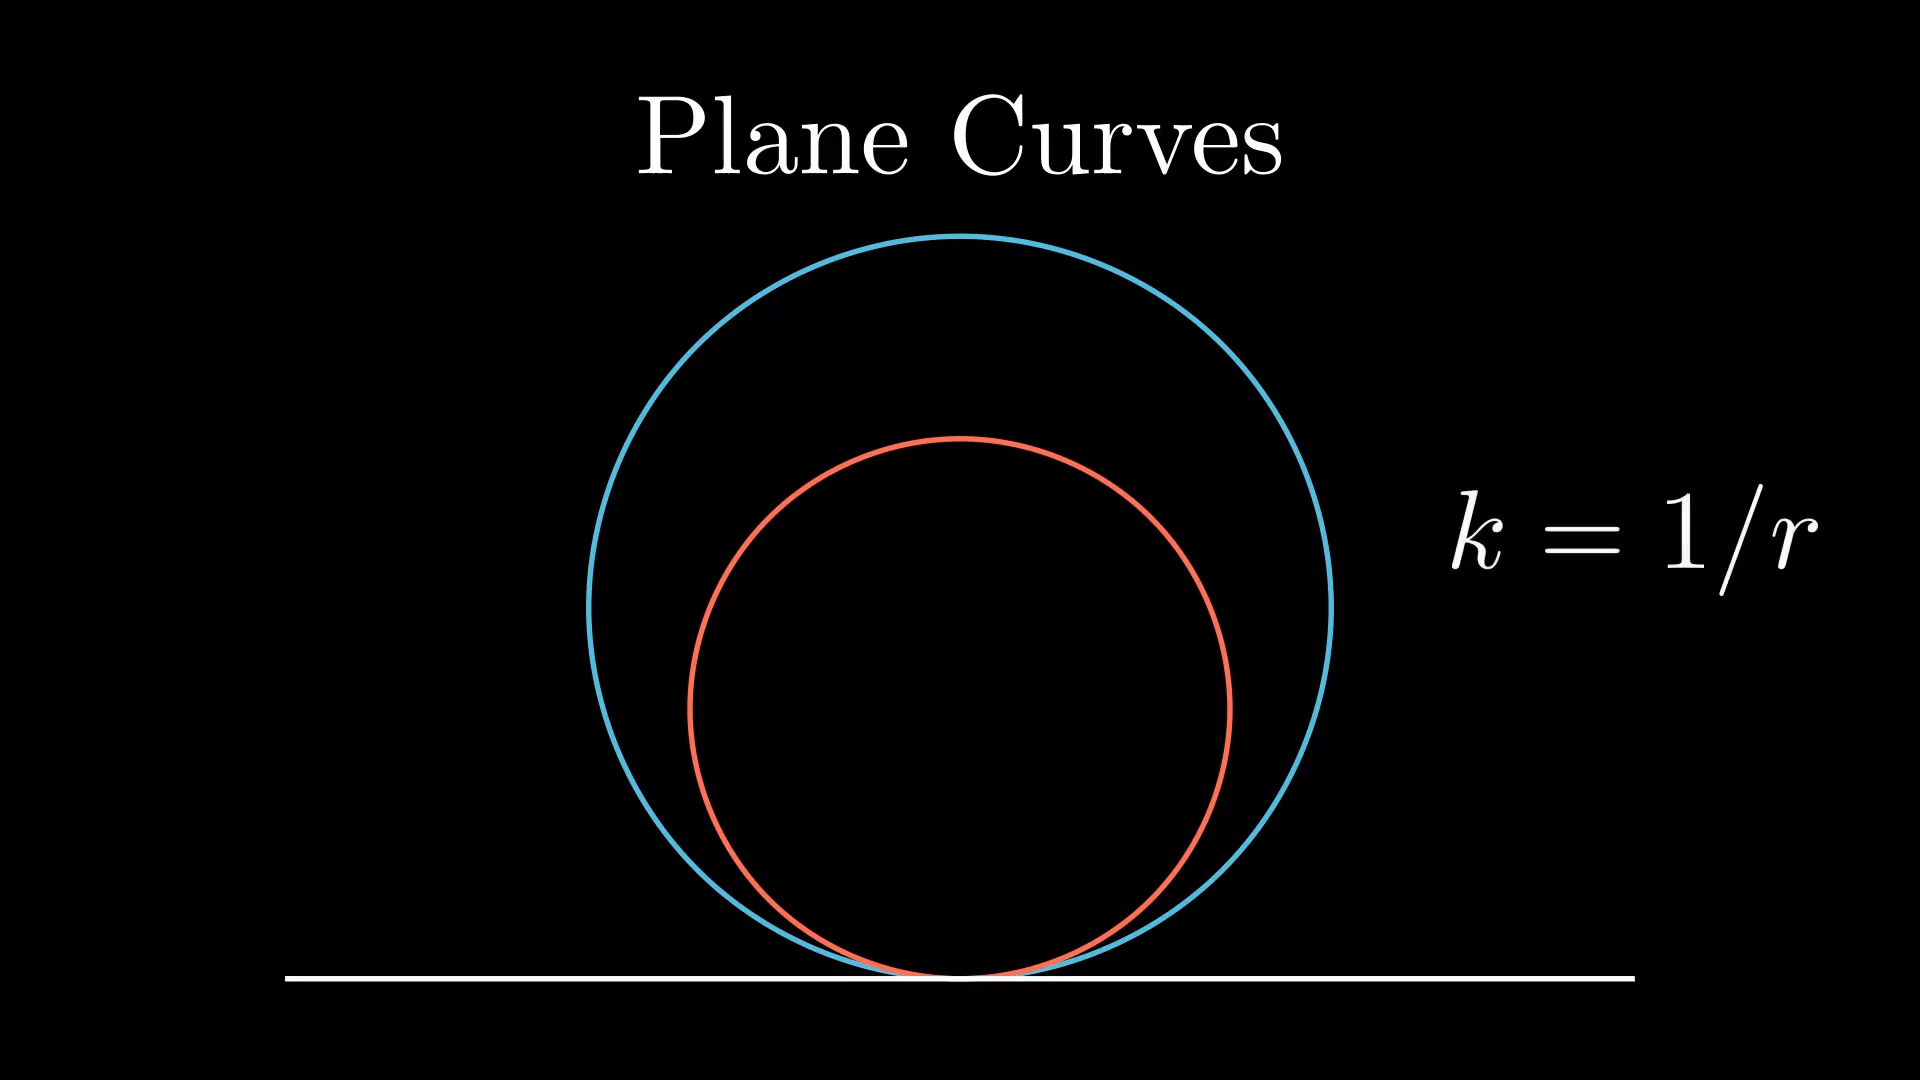 Plane Curves
k = 1/r